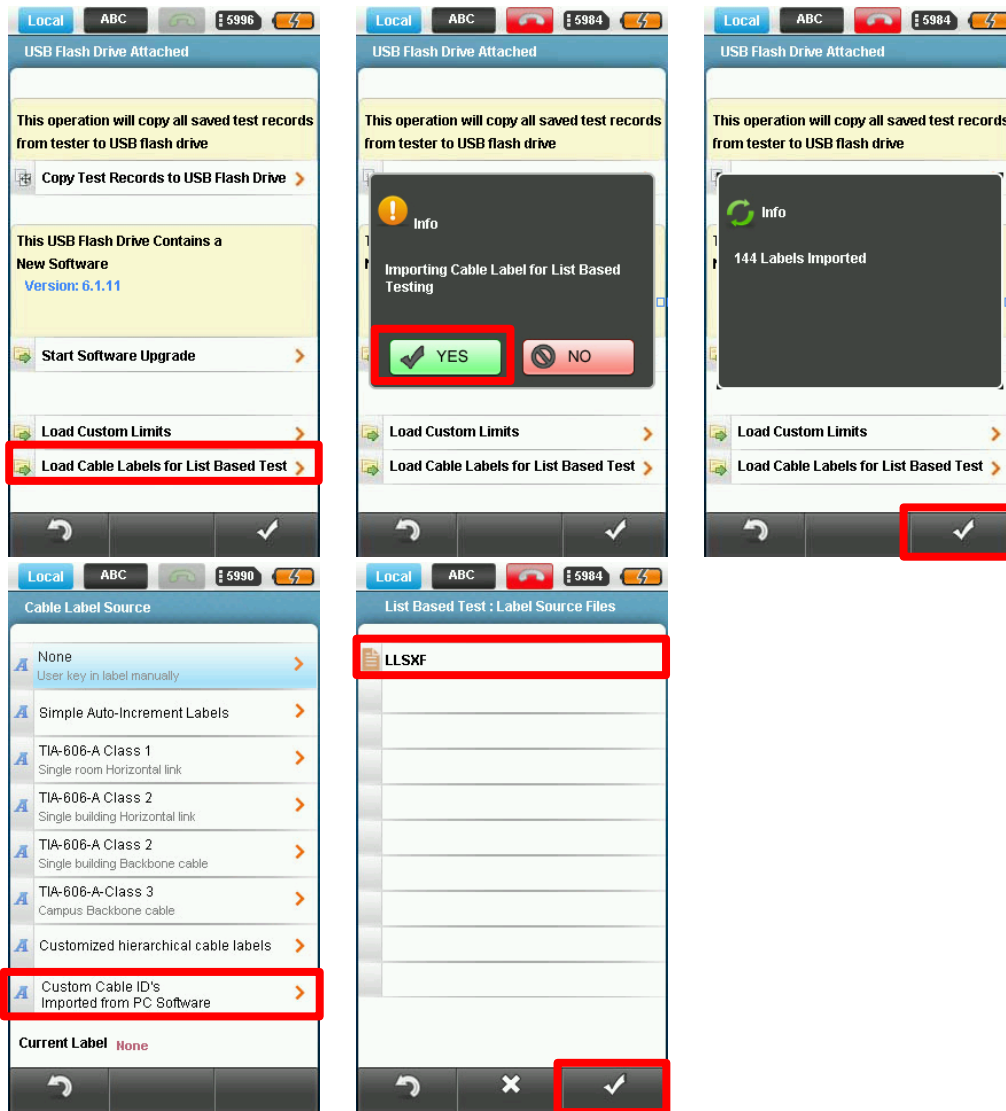 Local ABC 5996
USB Flash Drive Attached
This operation will copy all saved test records
from tester to USB flash drive
Copy Test Records to USB Flash Drive
This USB Flash Drive Contains a
New Software
Version: 6.1.11
Start Software Upgrade
Load Custom Limits
Load Cable Labels for List Based Test
Local ABC 5984
USB Flash Drive Attached
This operation will copy all saved test records
from tester to USB flash drive
Info
Importing Cable Label for List Based
Testing
YES NO
Load Custom Limits
Load Cable Labels for List Based Test
Local ABC 5984
USB Flash Drive Attached
This operation will copy all saved test records
from tester to USB flash drive
Info
144 Labels Imported
Load Custom Limits
Load Cable Labels for List Based Test
Local ABC 5990
Cable Label Source
None
User key in label manually
Simple Auto-Increment Labels
TIA-606-A Class 1
Single room Horizontal link
TIA-606-A Class 2
Single building Horizontal link
TIA-606-A Class 2
Single building Backbone cable
TIA-606-A-Class 3
Campus Backbone cable
Customized hierarchical cable labels
Custom Cable ID's
Imported from PC Software
Current Label None
Local ABC 5984
List Based Test : Label Source Files
LLSXF